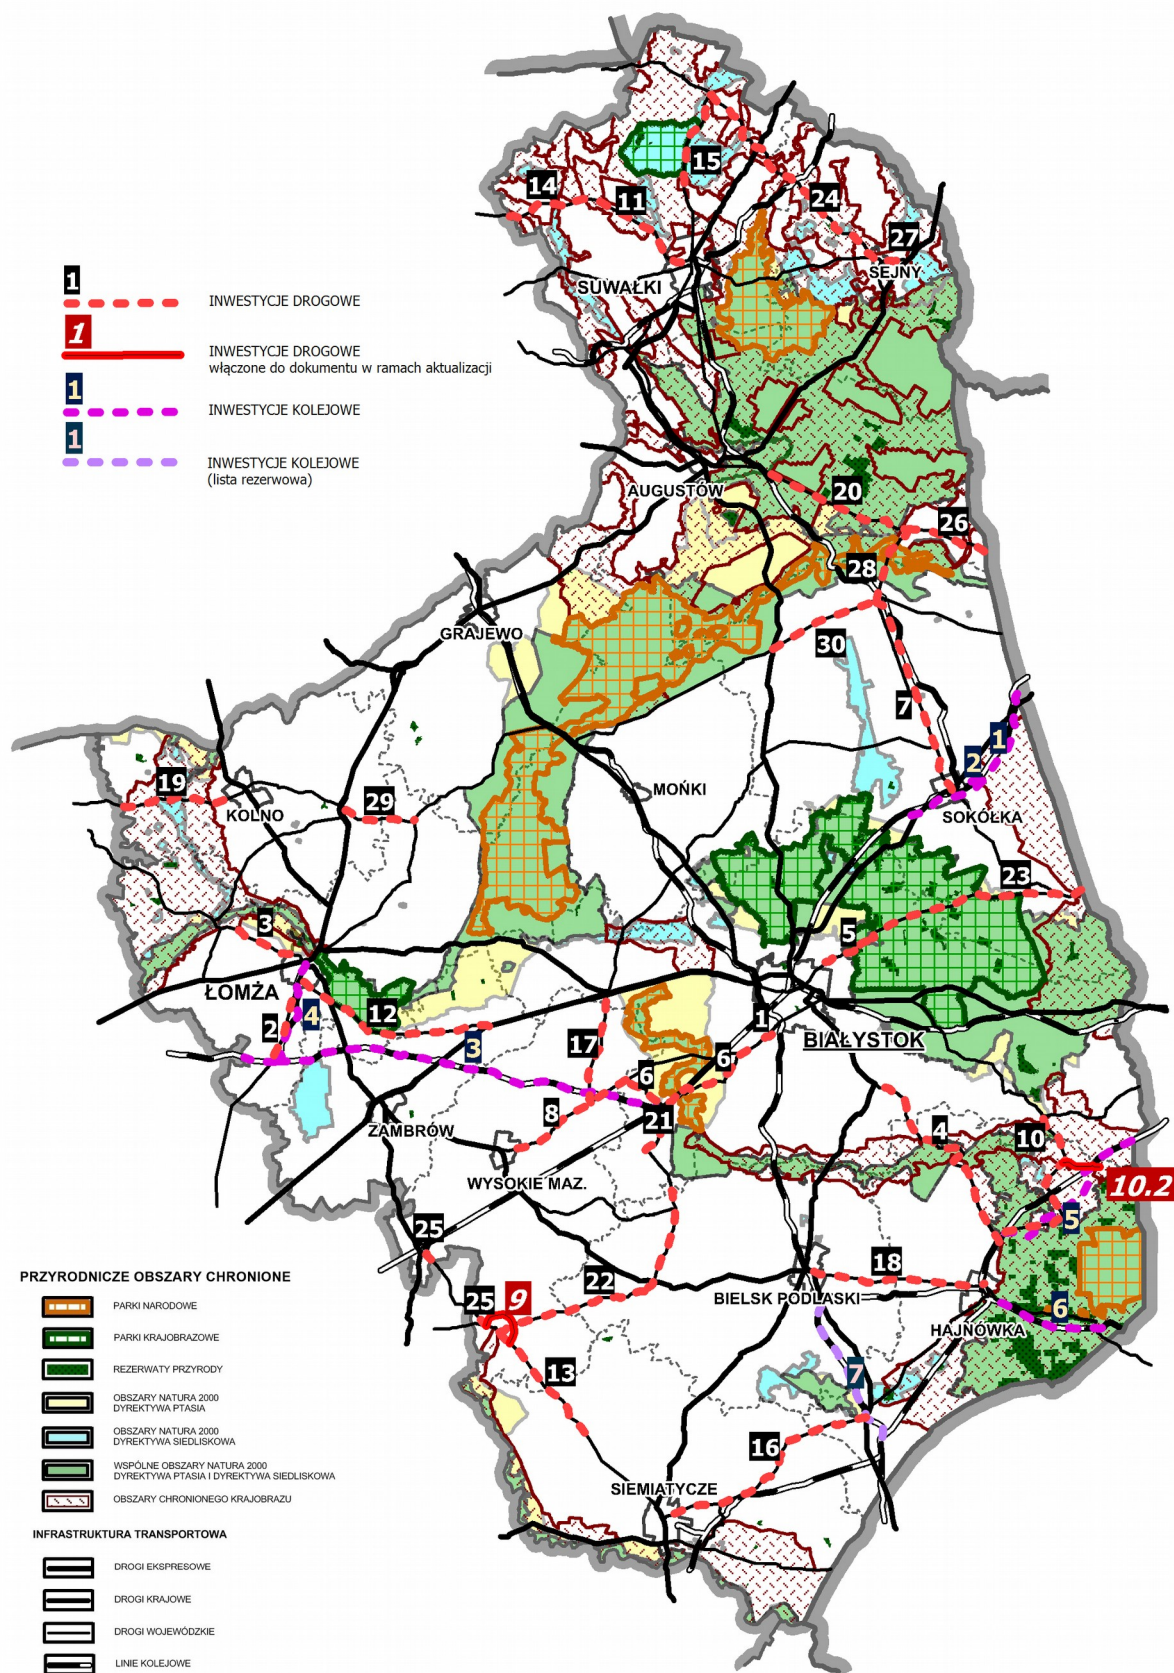 15
14
11
24
27
SUWAŁKI
SEJNY
1
INWESTYCJE DROGOWE
1
INWESTYCJE DROGOWE
włączone do dokumentu w ramach aktualizacji
1
INWESTYCJE KOLEJOWE
1
INWESTYCJE KOLEJOWE
(lista rezerwowa)
AUGUSTÓW
20
26
28
GRAJEWO
30
7
1
2
19
KOLNO
29
MOŃKI
SOKÓŁKA
23
3
5
ŁOMŻA
4
12
2
3
17
1
BIAŁYSTOK
6
6
8
21
ZAMBRÓW
4
10
WYSOKIE MAZ.
10.2
5
25
22
18
BIELSK PODLASKI
6
HAJNÓWKA
25
9
13
7
16
SIEMIATYCZE
PRZYRODNICZE OBSZARY CHRONIONE
PARKI NARODOWE
PARKI KRAJOBRAZOWE
REZERWATY PRZYRODY
OBSZARY NATURA 2000
DYREKTYWA PTASIA
OBSZARY NATURA 2000
DYREKTYWA SIEDLISKOWA
WSPÓLNE OBSZARY NATURA 2000
DYREKTYWA PTASIA I DYREKTYWA SIEDLISKOWA
OBSZARY CHRONIONEGO KRAJOBRAZU
INFRASTRUKTURA TRANSPORTOWA
DROGI EKSPRESOWE
DROGI KRAJOWE
DROGI WOJEWÓDZKIE
LINIE KOLEJOWE